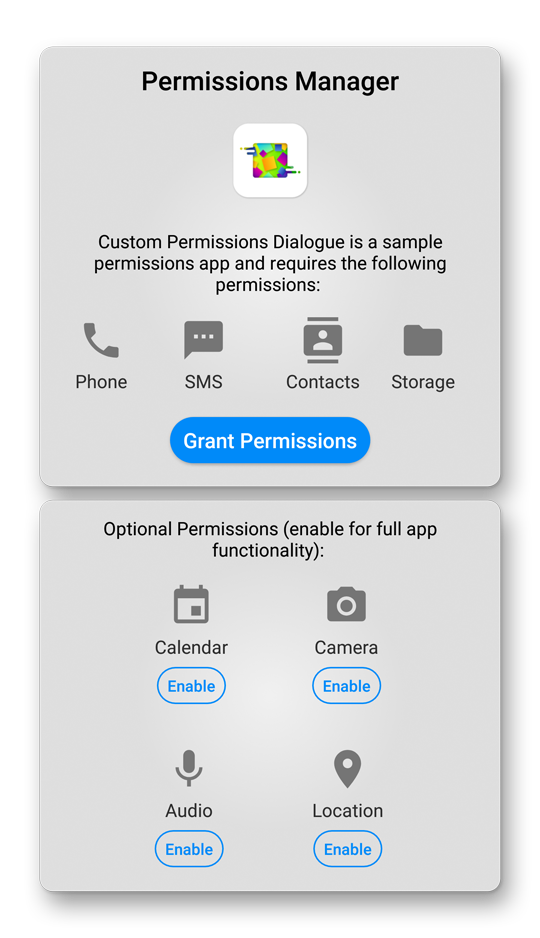 Permissions Manager
Custom Permissions Dialogue is a sample
permissions app and requires the following
permissions:
Phone SMS Contacts Storage
Grant Permissions
Optional Permissions (enable for full app
functionality):
Calendar Camera
Enable Enable
Audio Location
Enable Enable